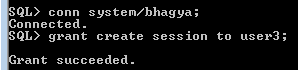 SQL> conn system/bhagya;
Connected.
SQL> grant create session to user3;
Grant succeeded.